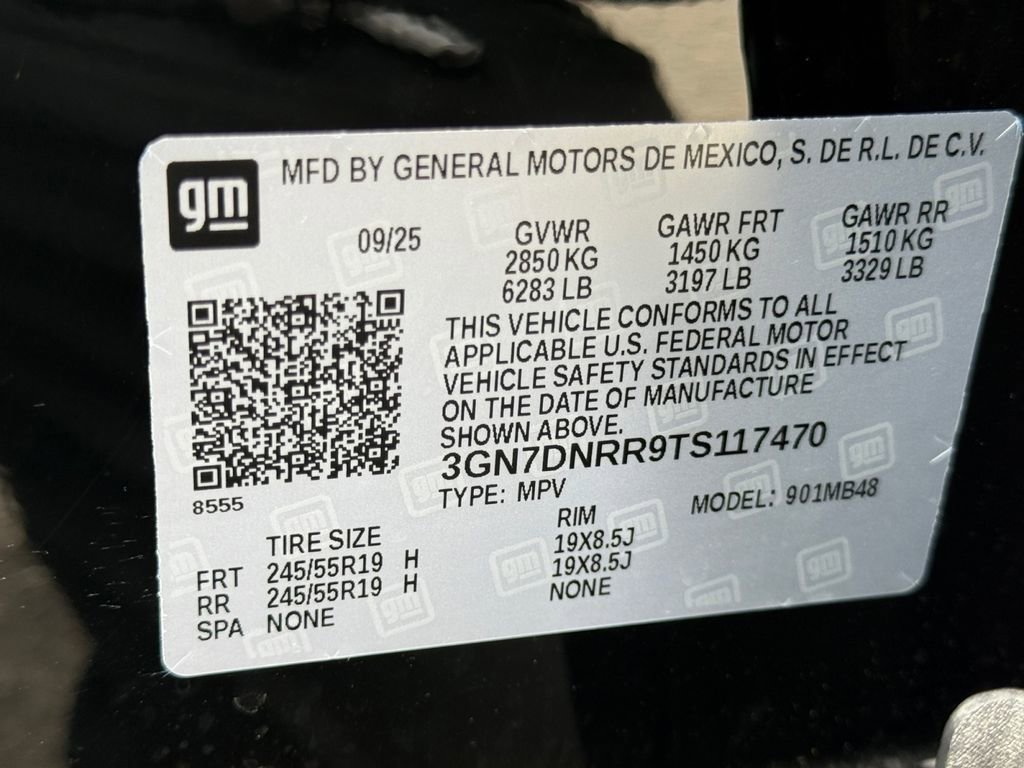 gm
MFD BY GENERAL MOTORS DE MEXICO, S. DE R.L. DE C.V.
09/25
GVWR GAWR FRT GAWR RR
2850 KG 1450 KG 1510 KG
6283 LB 3197 LB 3329 LB
THIS VEHICLE CONFORMS TO ALL
APPLICABLE U.S. FEDERAL MOTOR
VEHICLE SAFETY STANDARDS IN EFFECT
ON THE DATE OF MANUFACTURE
SHOWN ABOVE.
3GN7DNRR9TS117470
8555
TYPE: MPV MODEL: 901MB48
TIRE SIZE RIM
FRT 245/55R19 H 19X8.5J
RR 245/55R19 H 19X8.5J
SPA NONE NONE